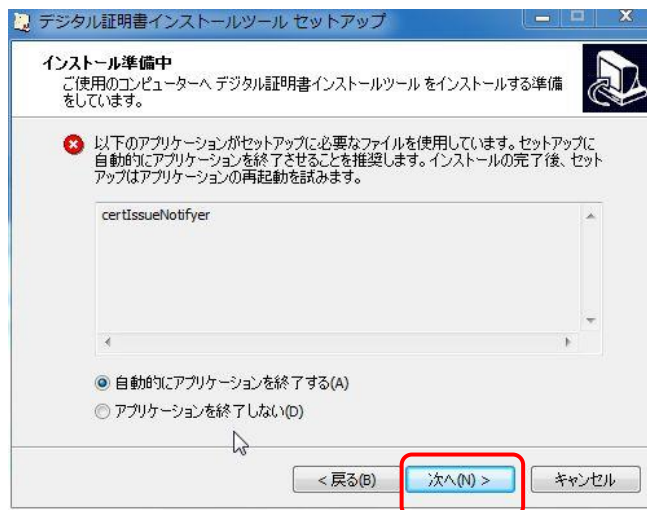 デジタル証明書インストールツール セットアップ
インストール準備中
ご使用のコンピューターへ デジタル証明書インストールツール をインストールする準備
をしています。
以下のアプリケーションがセットアップに必要なファイルを使用しています。セットアップに
自動的にアプリケーションを終了させることを推奨します。インストールの完了後、セット
アップはアプリケーションの再起動を試みます。
certIssueNotifyer
自動的にアプリケーションを終了する(A)
アプリケーションを終了しない(D)
< 戻る(B) 次へ(N) > キャンセル